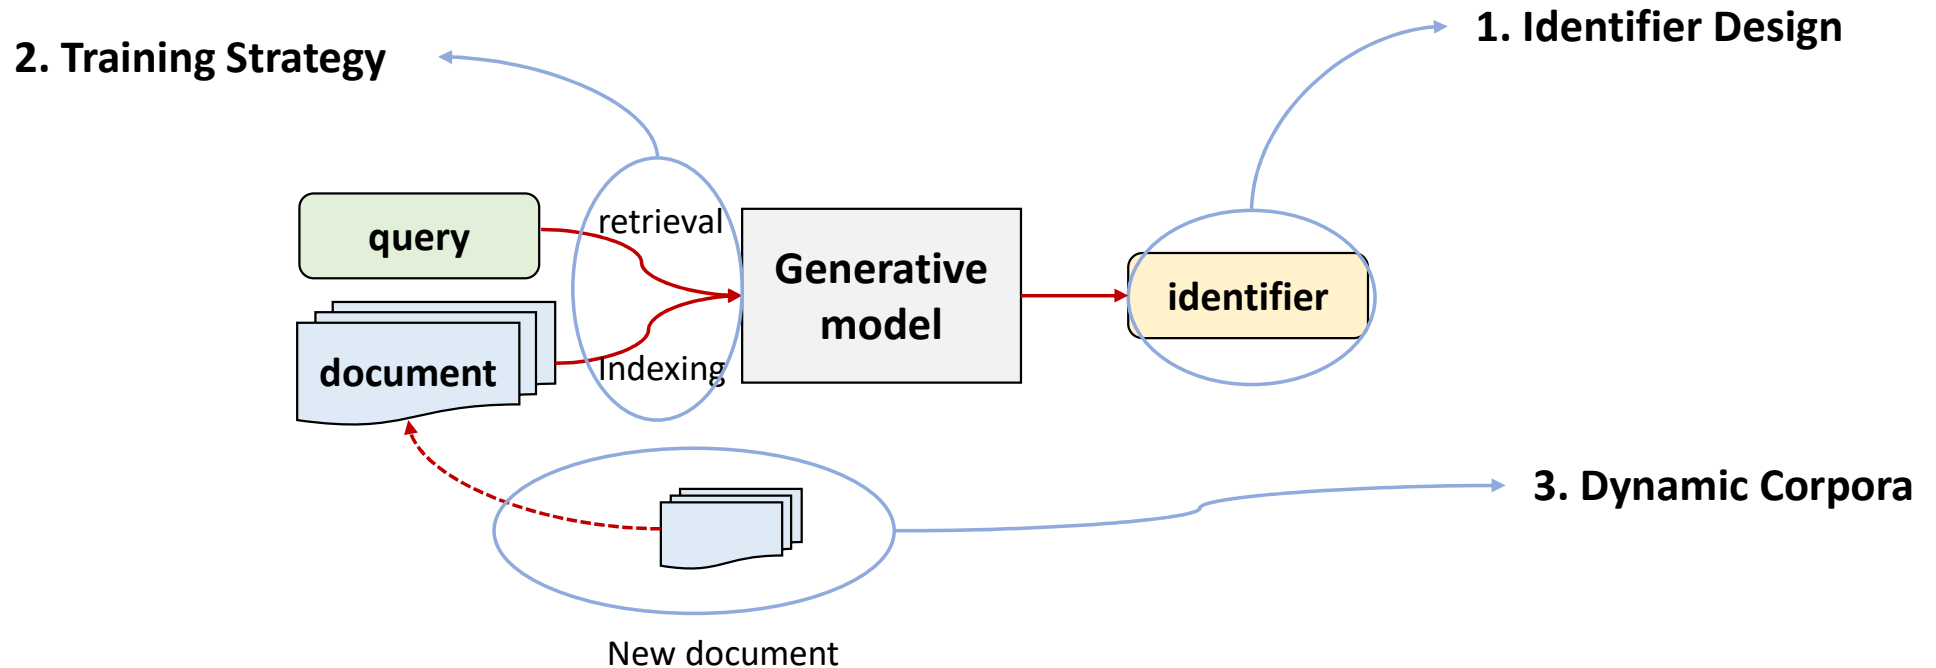 1. Identifier Design
2. Training Strategy
retrieval
query
Generative
model
identifier
document
Indexing
3. Dynamic Corpora
New document